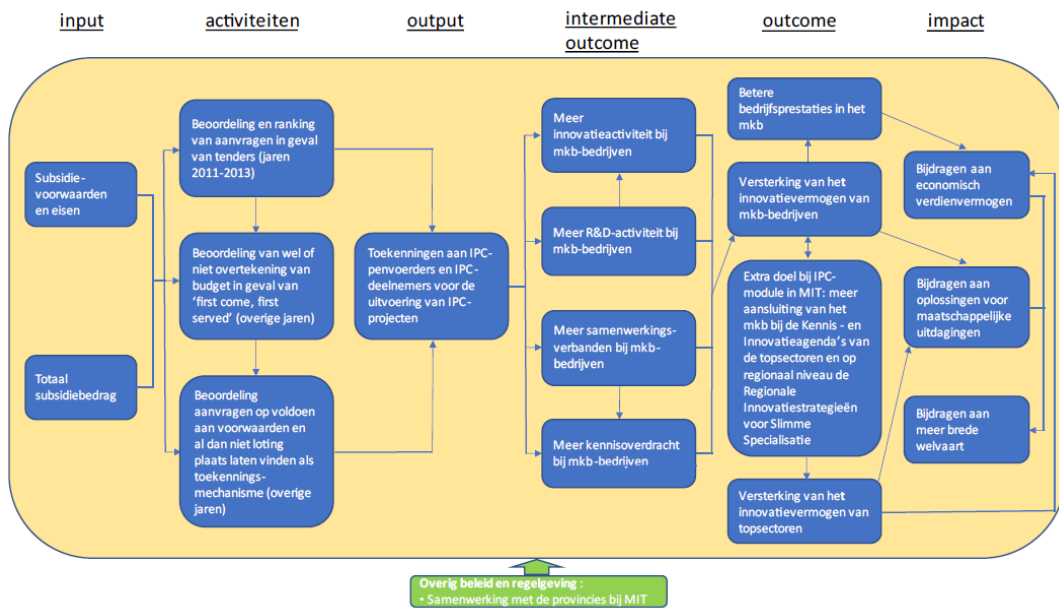 input
activiteiten
output
intermediate
outcome
outcome
impact
Subsidie-
voorwaarden
en eisen
Totaal
subsidiebedrag
Beoordeling en ranking
van aanvragen in geval
van tenders (jaren
2011-2013)
Beoordeling van wel of
niet overtekening van
budget in geval van
‘first come, first
served’ (overige jaren)
Beoordeling
aanvragen op voldoen
aan voorwaarden en
al dan niet loting
plaats laten vinden als
toekennings-
mechanisme (overige
jaren)
Toekenningen aan IPC-
penvoerders en IPC-
deelnemers voor de
uitvoering van IPC-
projecten
Meer
innovatieactiviteit bij
mkb-bedrijven
Meer R&D-activiteit bij
mkb-bedrijven
Meer samenwerkings-
verbanden bij mkb-
bedrijven
Meer kennisoverdracht
bij mkb-bedrijven
Betere
bedrijfsprestaties in het
mkb
Versterking van het
innovatievermogen van
mkb-bedrijven
Extra doel bij IPC-
module in MIT: meer
aansluiting van het
mkb bij de Kennis - en
Innovatieagenda’s van
de topsectoren en op
regionaal niveau de
Regionale
Innovatiestrategieën
voor Slimme
Specialisatie
Versterking van het
innovatievermogen van
topsectoren
Bijdragen aan
economisch
verdienvermogen
Bijdragen aan
oplossingen voor
maatschappelijke
uitdagingen
Bijdragen aan
meer brede
welvaart
Overig beleid en regelgeving :
• Samenwerking met de provincies bij MIT